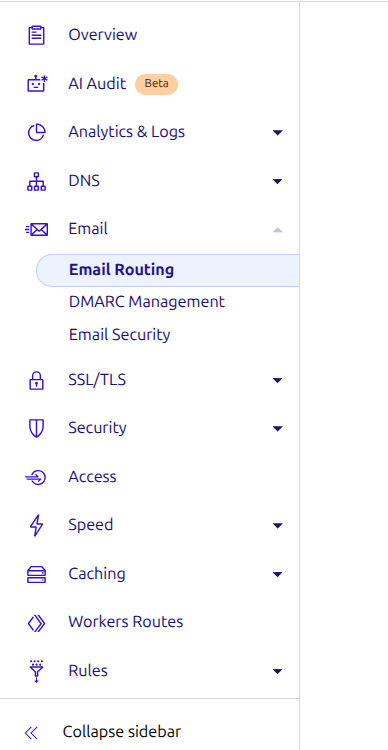 Overview
AI Audit Beta
Analytics & Logs
DNS
Email
Email Routing
DMARC Management
Email Security
SSL/TLS
Security
Access
Speed
Caching
Workers Routes
Rules
Collapse sidebar